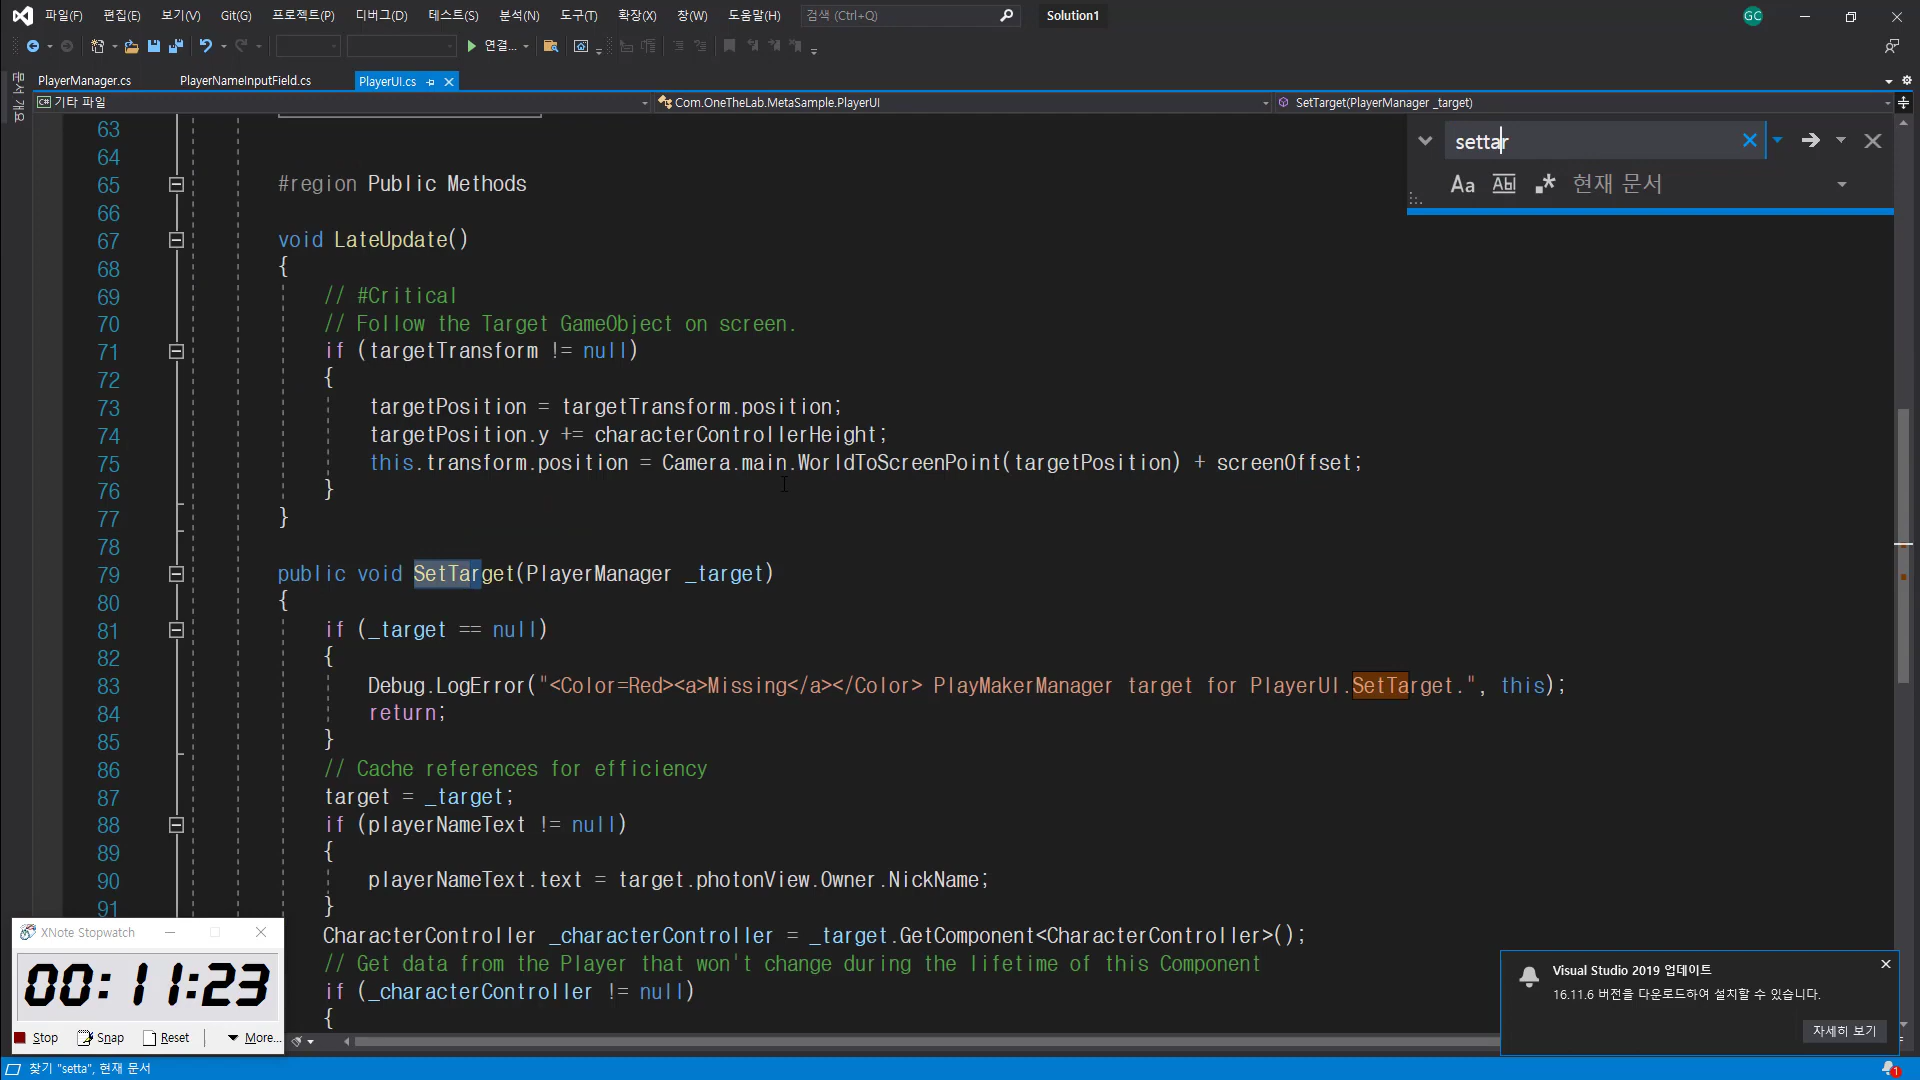 파일(F) 편집(E) 보기(V) Git(G) 프로젝트(P) 디버그(D) 테스트(S) 분석(N) 도구(T) 확장(X) 창(W) 도움말(H) 검색 (Ctrl+Q) Solution1 GC
연결...
PlayerManager.cs PlayerNameInputField.cs PlayerUI.cs
문서 개요
기타 파일 Com.OneTheLab.MetaSample.PlayerUI SetTarget(PlayerManager _target)
settar
Aa Abl 현재 문서
63
64
65 #region Public Methods
66
67 void LateUpdate()
68 {
69 // #Critical
70 // Follow the Target GameObject on screen.
71 if (targetTransform != null)
72 {
73 targetPosition = targetTransform.position;
74 targetPosition.y += characterControllerHeight;
75 this.transform.position = Camera.main.WorldToScreenPoint(targetPosition) + screenOffset;
76 }
77 }
78
79 public void SetTarget(PlayerManager _target)
80 {
81 if (_target == null)
82 {
83 Debug.LogError("<Color=Red><a>Missing</a></Color> PlayMakerManager target for PlayerUI.SetTarget.", this);
84 return;
85 }
86 // Cache references for efficiency
87 target = _target;
88 if (playerNameText != null)
89 {
90 playerNameText.text = target.photonView.Owner.NickName;
91 }
CharacterController _characterController = _target.GetComponent<CharacterController>();
// Get data from the Player that won't change during the lifetime of this Component
if (_characterController != null)
{
XNote Stopwatch
00:11:23
Stop Snap Reset More...
Visual Studio 2019 업데이트
16.11.6 버전을 다운로드하여 설치할 수 있습니다.
자세히 보기
찾기 "setta", 현재 문서
1